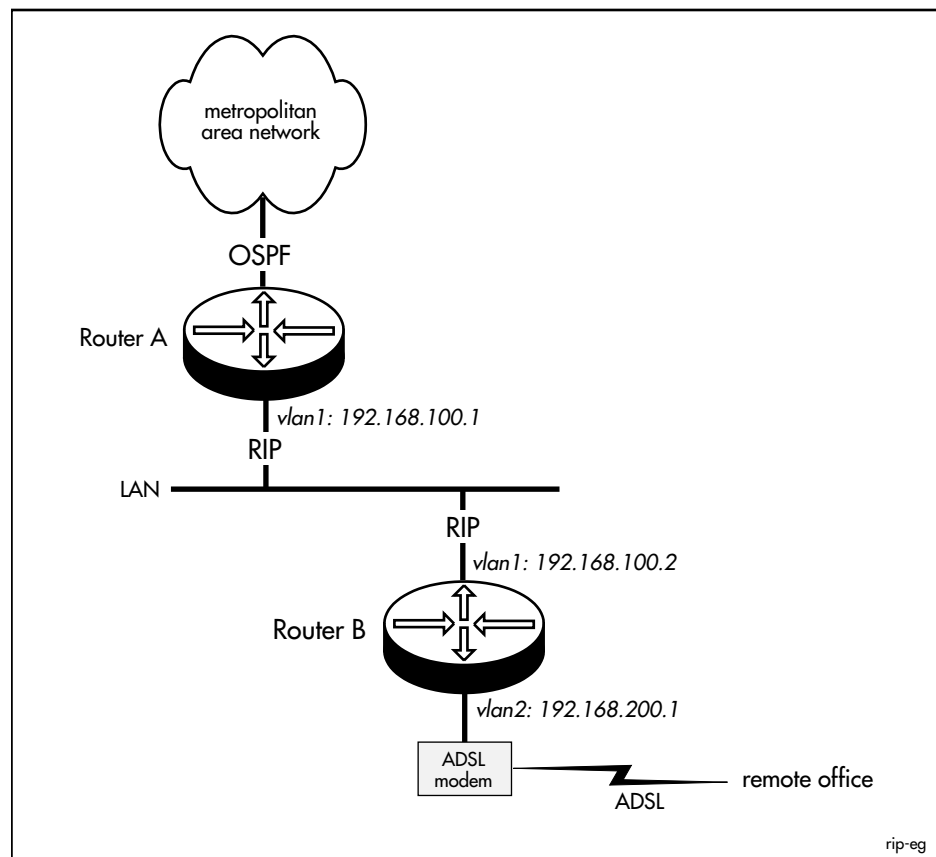 metropolitan
area network
OSPF
Router A
vlan1: 192.168.100.1
RIP
LAN
RIP
vlan1: 192.168.100.2
Router B
vlan2: 192.168.200.1
ADSL
modem
remote office
ADSL
rip-eg